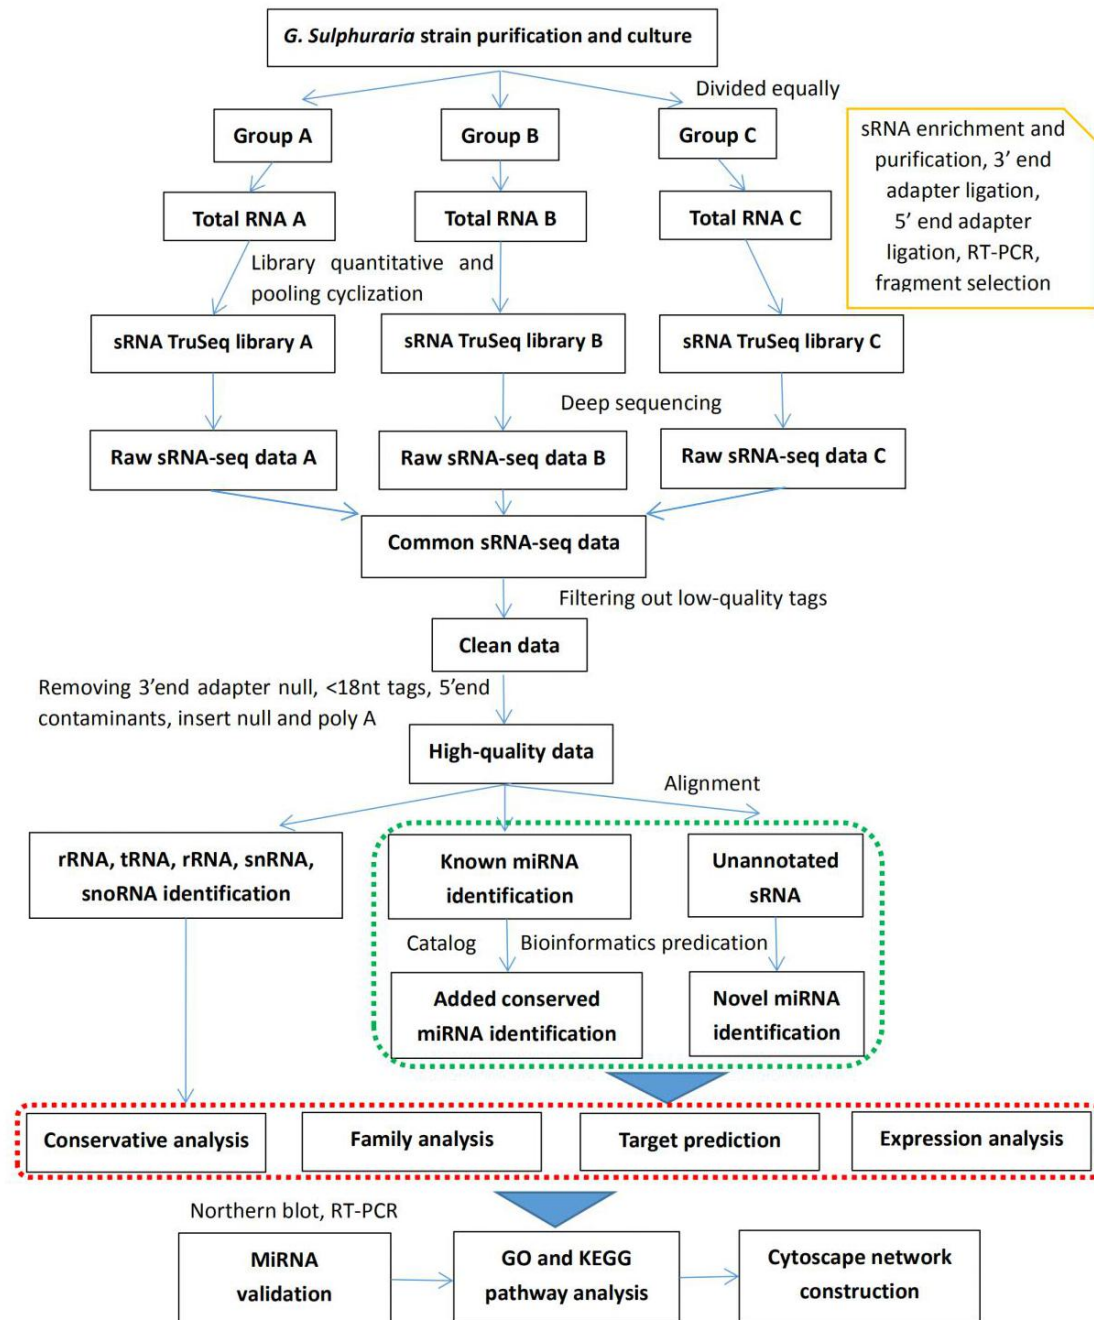 G. Sulphuraria strain purification and culture
Divided equally
Group A
Group B
Group C
sRNA enrichment and
purification, 3' end
adapter ligation,
5' end adapter
ligation, RT-PCR,
fragment selection
Total RNA A
Total RNA B
Total RNA C
Library quantitative and
pooling cyclization
sRNA TruSeq library A
sRNA TruSeq library B
sRNA TruSeq library C
Deep sequencing
Raw sRNA-seq data A
Raw sRNA-seq data B
Raw sRNA-seq data C
Common sRNA-seq data
Filtering out low-quality tags
Clean data
Removing 3'end adapter null, <18nt tags, 5'end
contaminants, insert null and poly A
High-quality data
Alignment
rRNA, tRNA, rRNA, snRNA,
snoRNA identification
Known miRNA
identification
Unannotated
sRNA
Catalog
Bioinformatics predication
Added conserved
miRNA identification
Novel miRNA
identification
Conservative analysis
Family analysis
Target prediction
Expression analysis
Northern blot, RT-PCR
MiRNA
validation
GO and KEGG
pathway analysis
Cytoscape network
construction